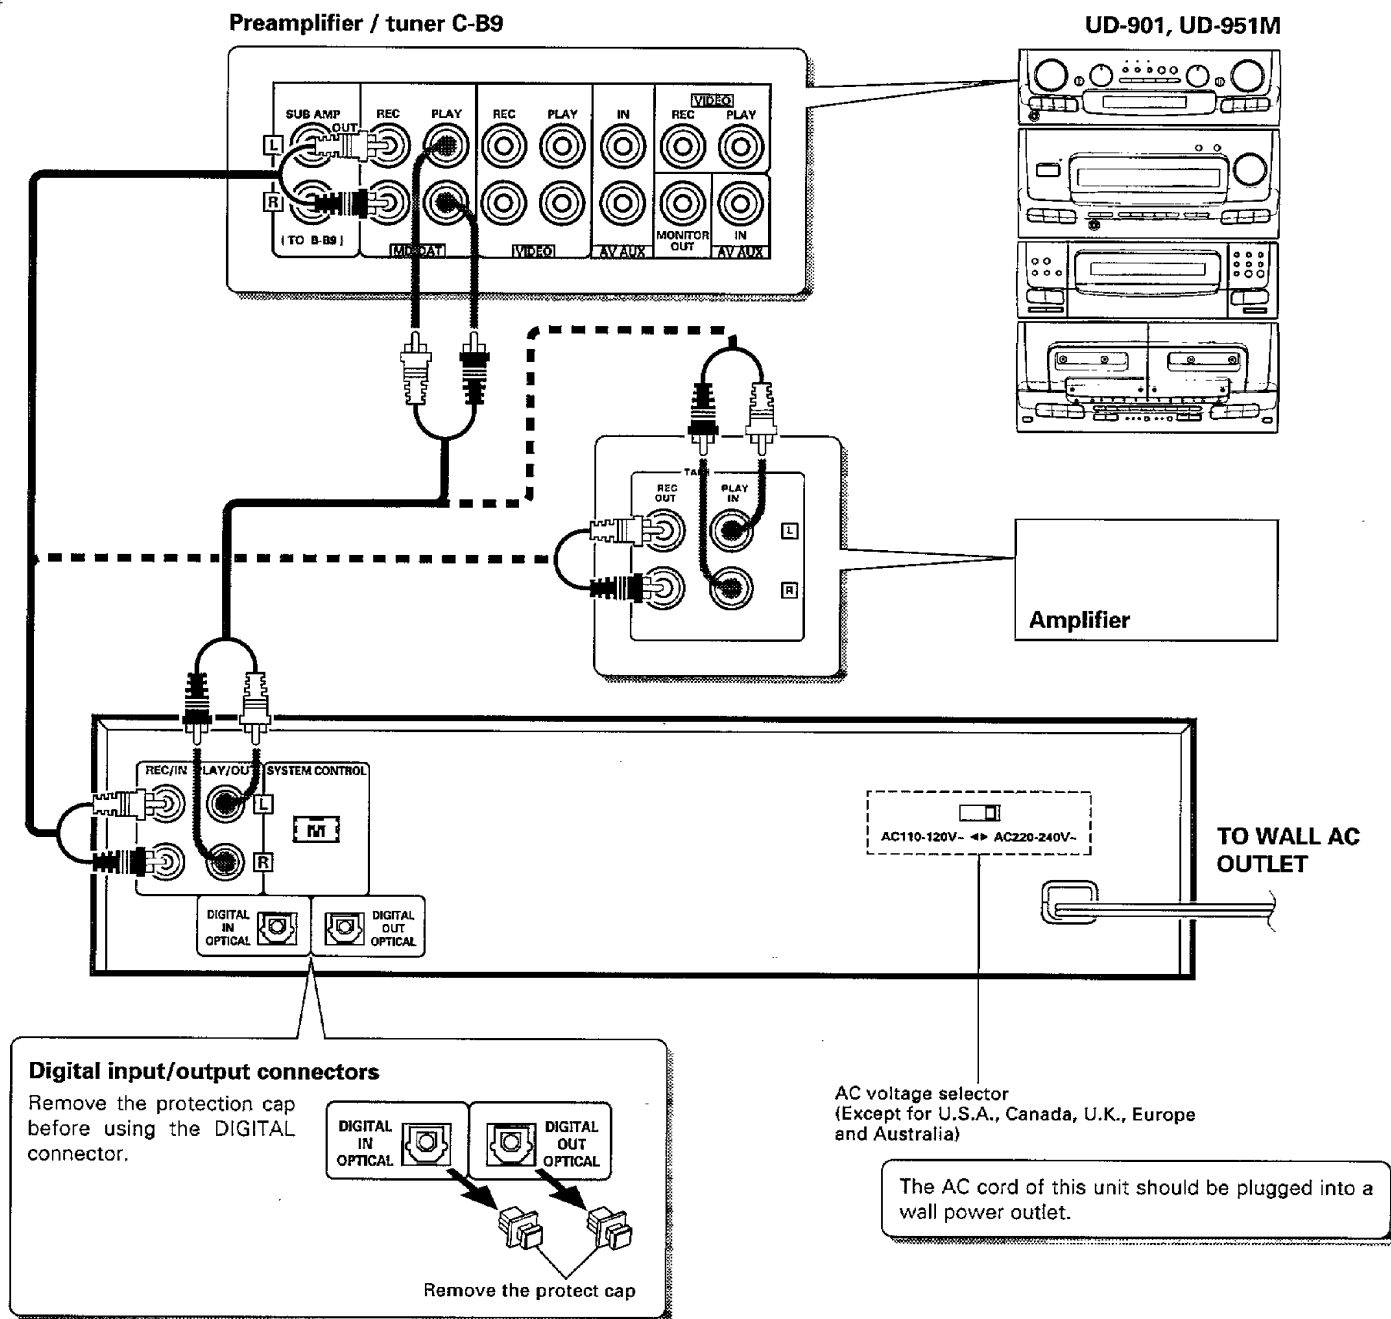 Preamplifier / tuner C-B9
UD-901, UD-951M
SUB AMP
OUT
REC
PLAY
REC
PLAY
IN
VIDEO
REC
PLAY
L
R
( TO B-B9 )
MD/DAT
VIDEO
AV AUX
MONITOR
OUT
IN
AV AUX
REC
OUT
PLAY
IN
L
R
Amplifier
REC/IN
PLAY/OUT
SYSTEM CONTROL
L
R
DIGITAL
IN
OPTICAL
DIGITAL
OUT
OPTICAL
AC110-120V~ ◄► AC220-240V~
TO WALL AC
OUTLET
Digital input/output connectors
Remove the protection cap
before using the DIGITAL
connector.
DIGITAL
IN
OPTICAL
DIGITAL
OUT
OPTICAL
Remove the protect cap
AC voltage selector
(Except for U.S.A., Canada, U.K., Europe
and Australia)
The AC cord of this unit should be plugged into a
wall power outlet.